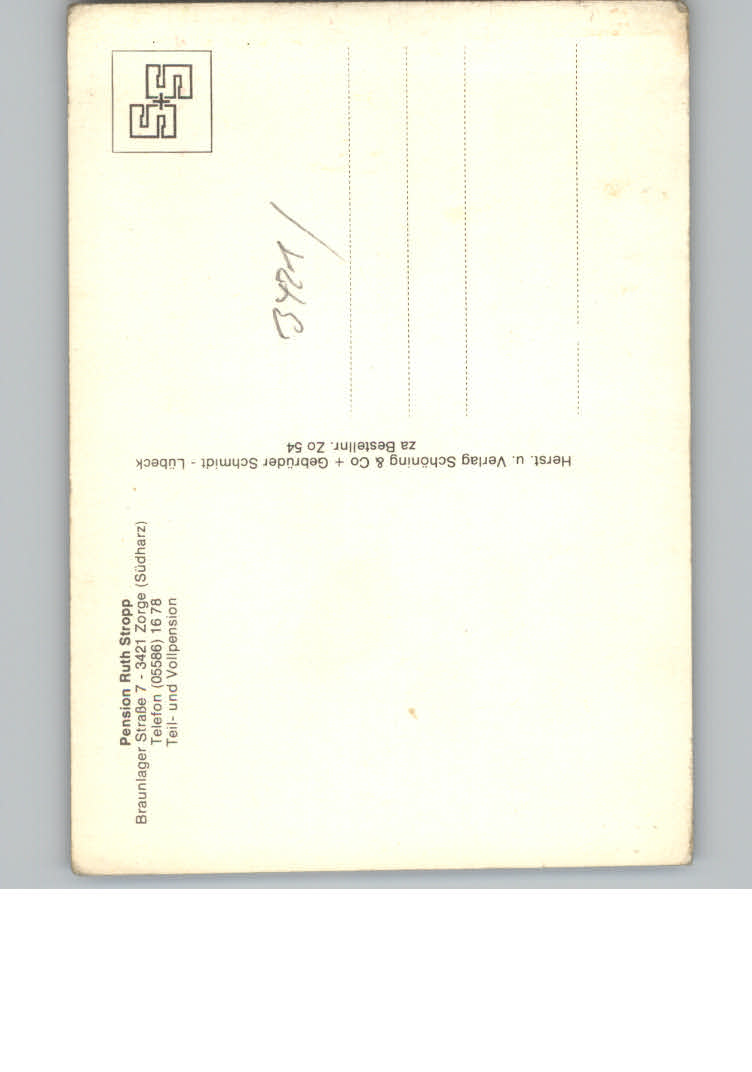 Pension Ruth Stropp
Braunlager Straße 7 - 3421 Zorge (Südharz)
Telefon (05586) 16 78
Teil- und Vollpension
Herst. u. Verlag Schöning & Co + Gebrüder Schmidt - Lübeck
za Bestellnr. Zo 54
S+S
3421/